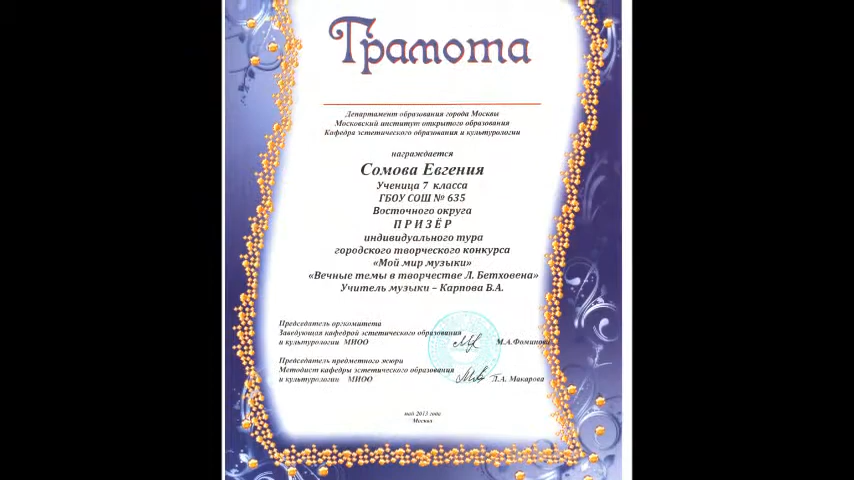 Грамота
Департамент образования города Москвы
Московский институт открытого образования
Кафедра эстетического образования и культурологии
награждается
Сомова Евгения
Ученица 7 класса
ГБОУ СОШ № 635
Восточного округа
ПРИЗЁР
индивидуального тура
городского творческого конкурса
«Мой мир музыки»
«Вечные темы в творчестве Л. Бетховена»
Учитель музыки – Карпова В.А.
Председатель оргкомитета
Заведующая кафедрой эстетического образования
и культурологии МИОО М.А.Фоминова
Председатель предметного жюри
Методист кафедры эстетического образования
и культурологии МИОО Л.А. Макарова
май 2013 года
Москва